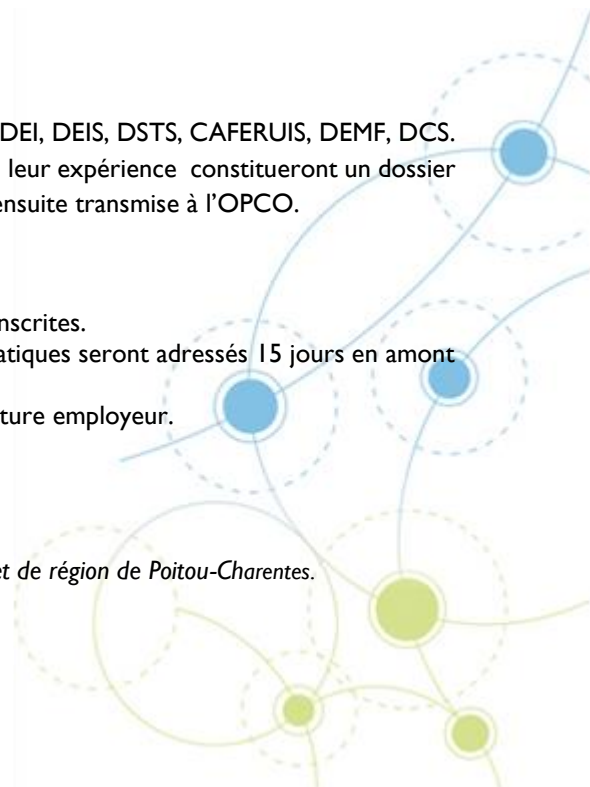 DEI, DEIS, DSTS, CAFERUIS, DEMF, DCS.
leur expérience constitueront un dossier
ensuite transmise à l’OPCO.
nscrites.
atiques seront adressés 15 jours en amont
cture employeur.
et de région de Poitou-Charentes.